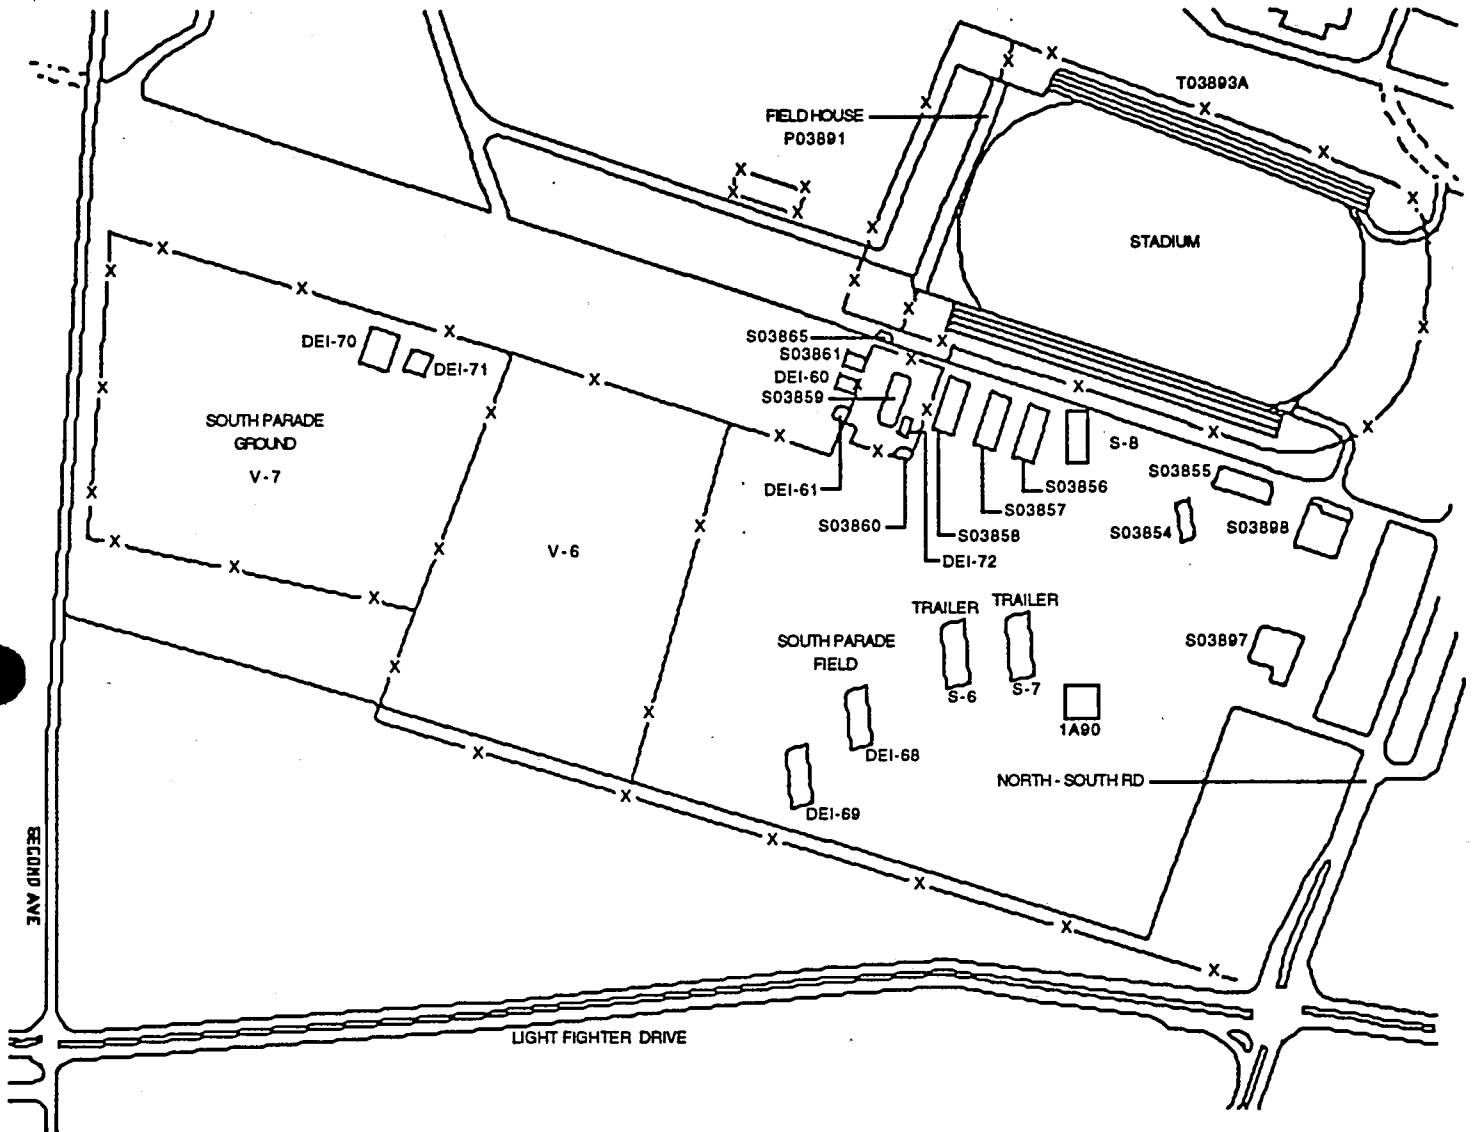 T03893A
FIELD HOUSE
P03891
STADIUM
S03865
DEI-70
S03861
DEI-71
DEI-60
S03859
SOUTH PARADE
GROUND
V-7
S-8
S03855
DEI-61
S03856
S03857
S03860
S03858
S03854
S03898
V-6
DEI-72
TRAILER
TRAILER
SOUTH PARADE
FIELD
S03897
S-6
S-7
1A90
DEI-68
NORTH - SOUTH RD
DEI-69
SECOND AVE
LIGHT FIGHTER DRIVE